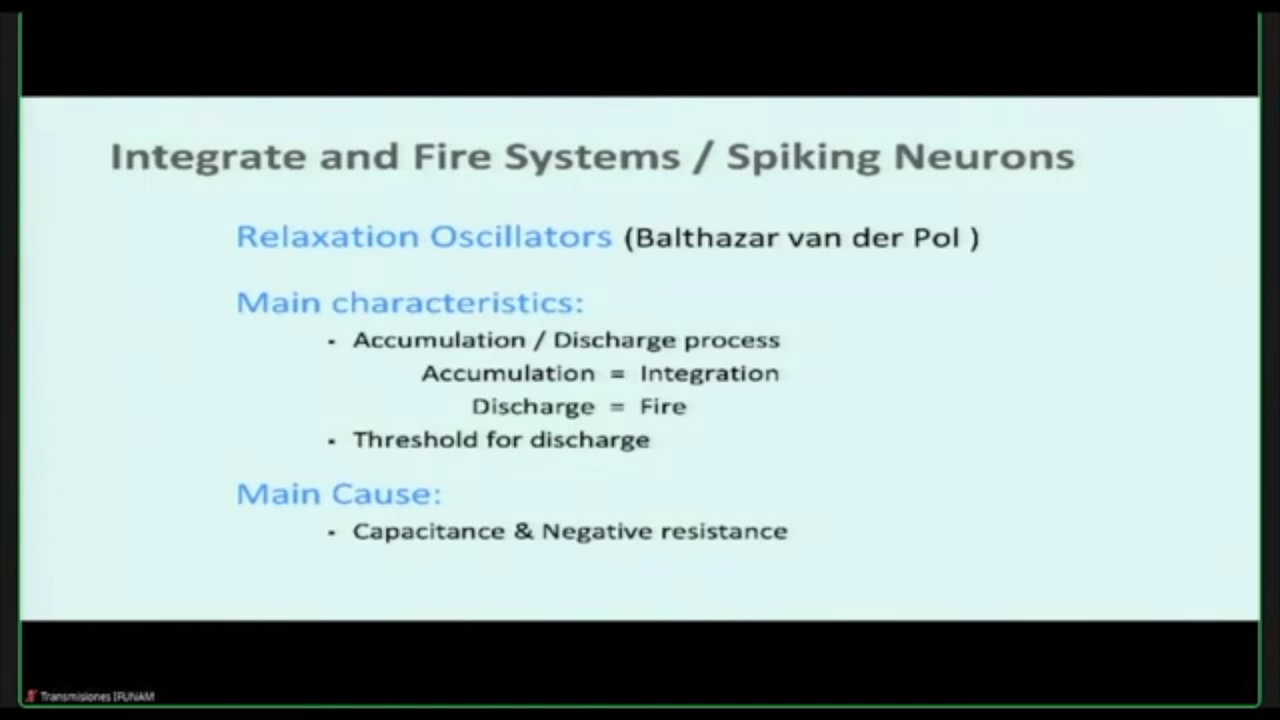 Integrate and Fire Systems / Spiking Neurons
Relaxation Oscillators (Balthazar van der Pol )
Main characteristics:
· Accumulation / Discharge process
Accumulation = Integration
Discharge = Fire
· Threshold for discharge
Main Cause:
· Capacitance & Negative resistance
Transmisiones IFUNAM